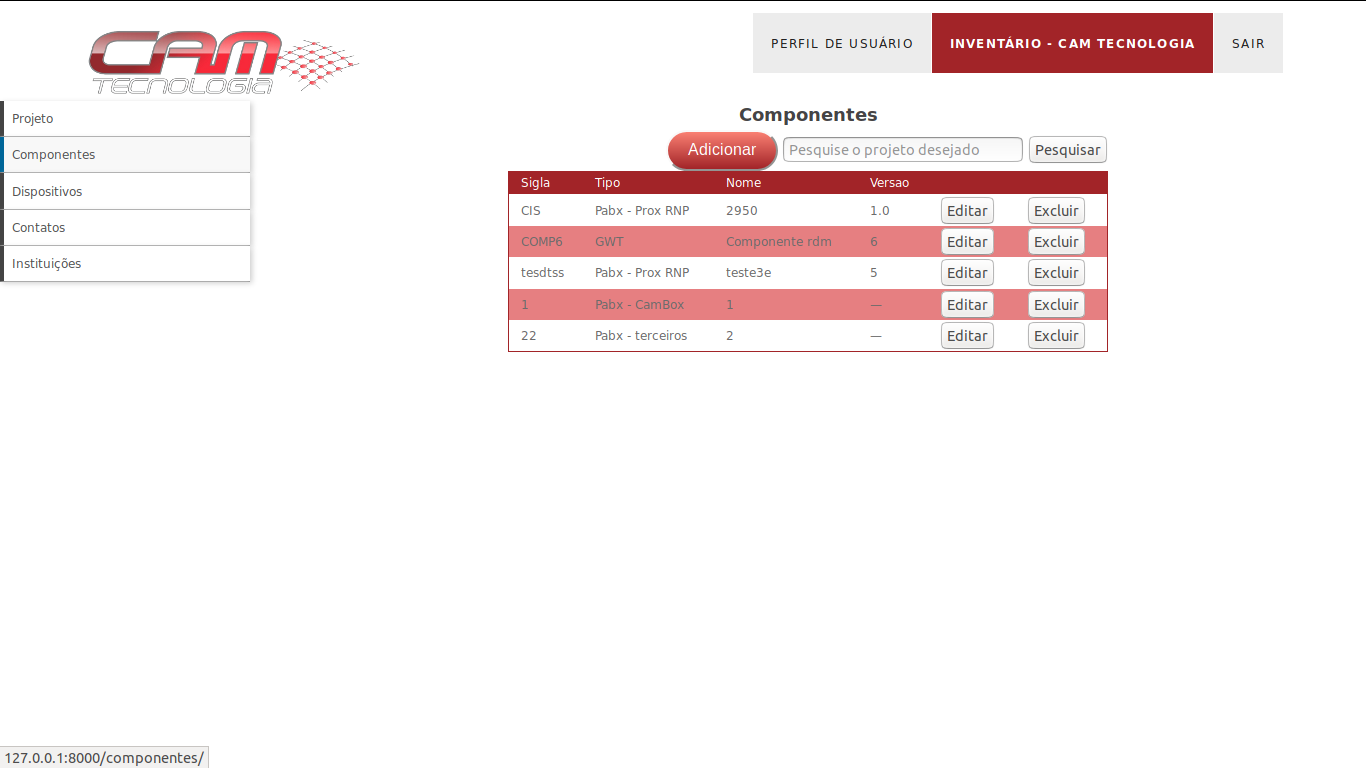 CAM
TECNOLOGIA
PERFIL DE USUÁRIO INVENTÁRIO - CAM TECNOLOGIA SAIR
Projeto
Componentes
Dispositivos
Contatos
Instituições
Componentes
Adicionar Pesquise o projeto desejado Pesquisar
Sigla Tipo Nome Versao
CIS Pabx - Prox RNP 2950 1.0 Editar Excluir
COMP6 GWT Componente rdm 6 Editar Excluir
tesdtss Pabx - Prox RNP teste3e 5 Editar Excluir
1 Pabx - CamBox 1 — Editar Excluir
22 Pabx - terceiros 2 — Editar Excluir
127.0.0.1:8000/componentes/